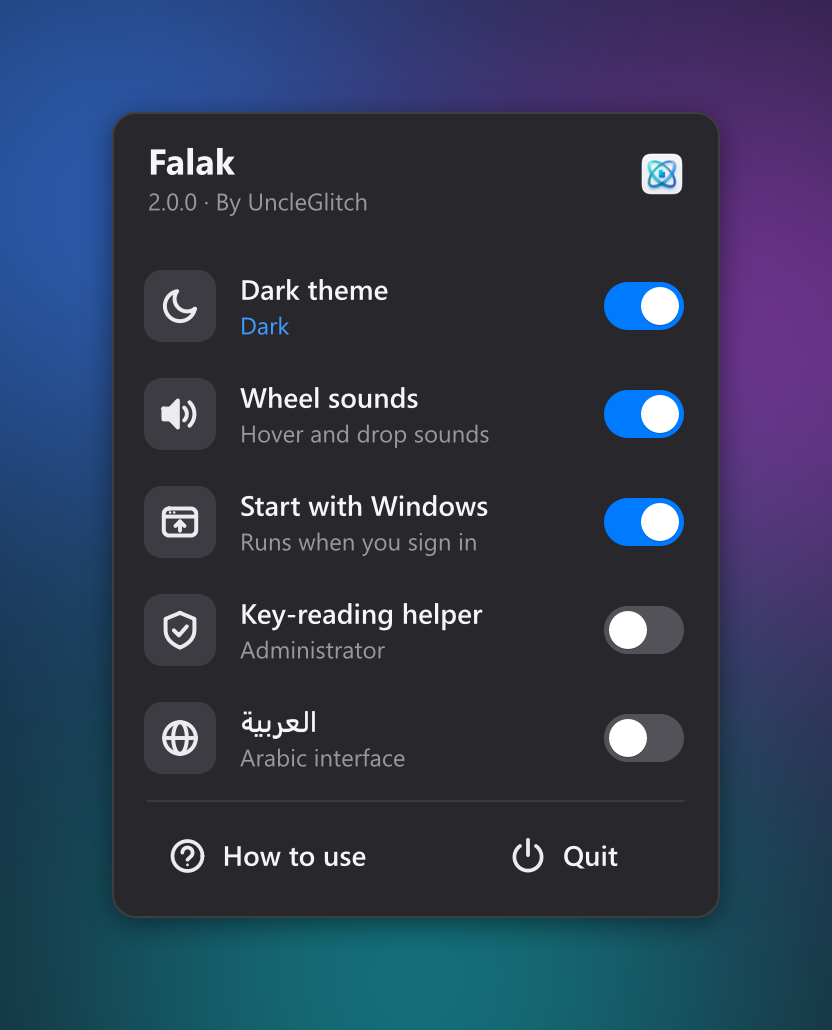 Falak
2.0.0 · By UncleGlitch
Dark theme
Dark
Wheel sounds
Hover and drop sounds
Start with Windows
Runs when you sign in
Key-reading helper
Administrator
العربية
Arabic interface
How to use
Quit